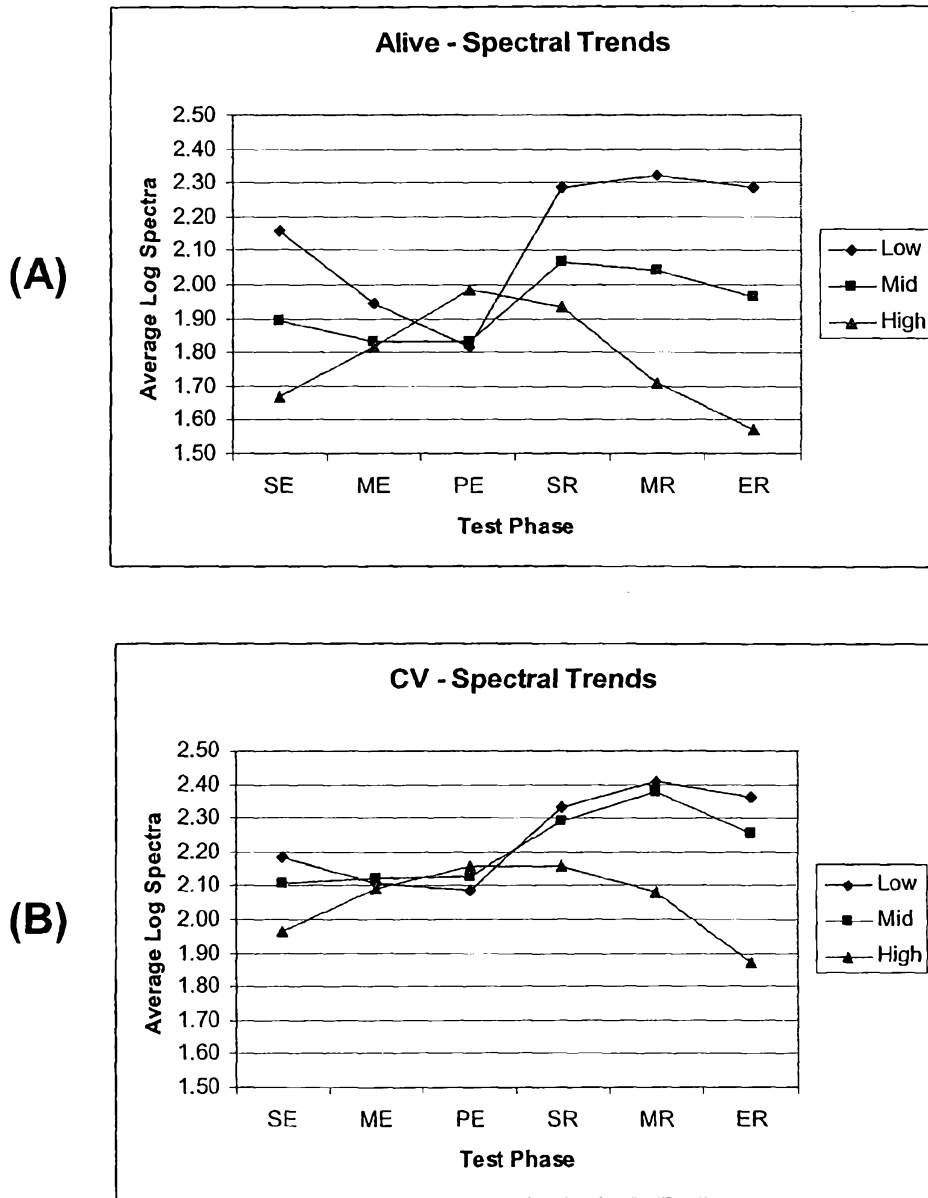 (A)
Alive - Spectral Trends
Average Log Spectra
2.50
2.40
2.30
2.20
2.10
2.00
1.90
1.80
1.70
1.60
1.50
SE ME PE SR MR ER
Test Phase
Low
Mid
High
(B)
CV - Spectral Trends
Average Log Spectra
2.50
2.40
2.30
2.20
2.10
2.00
1.90
1.80
1.70
1.60
1.50
SE ME PE SR MR ER
Test Phase
Low
Mid
High